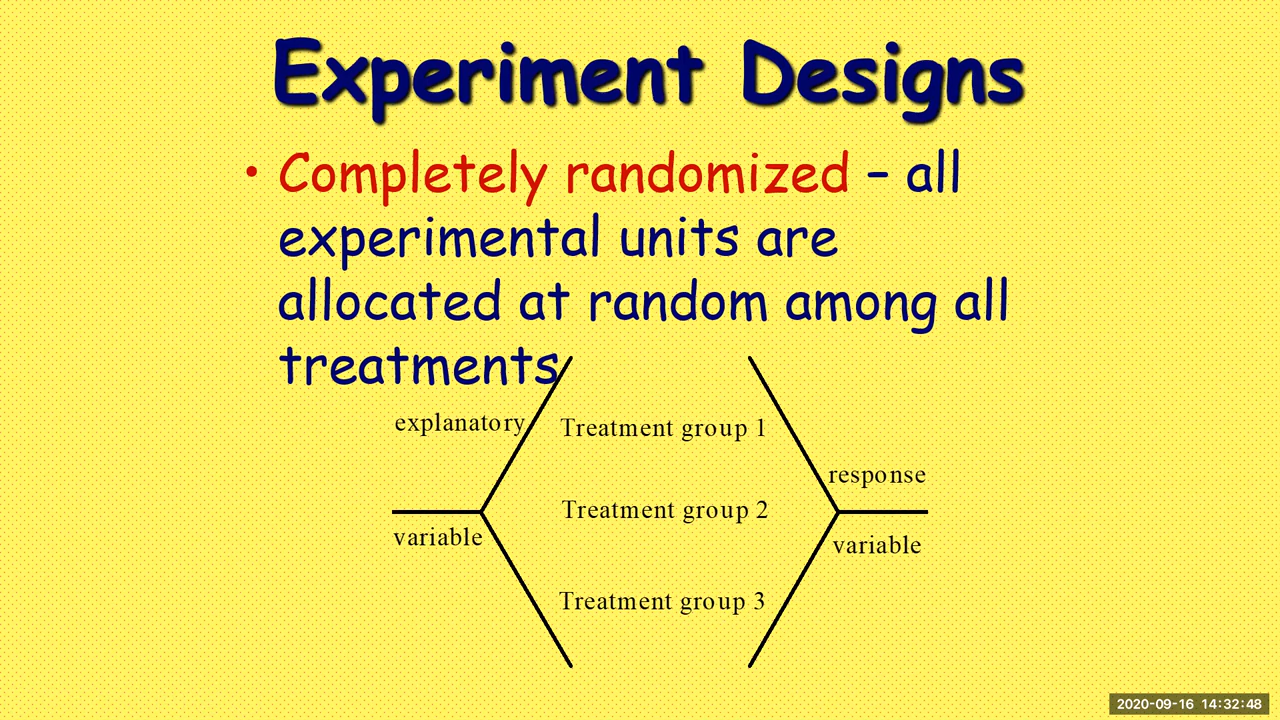 Experiment Designs
• Completely randomized – all
experimental units are
allocated at random among all
treatments
explanatory
Treatment group 1
response
Treatment group 2
variable
variable
Treatment group 3
2020-09-16 14:32:48